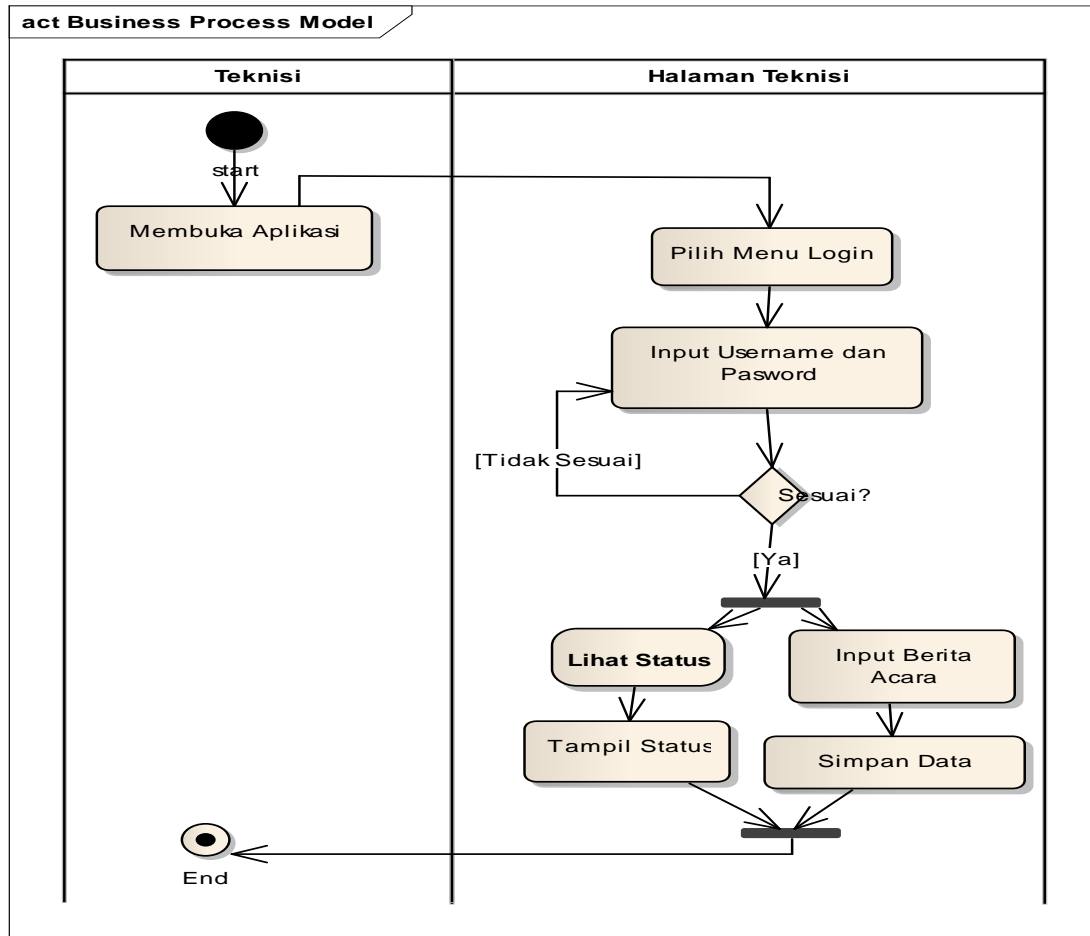 act Business Process Model
Teknisi
Halaman Teknisi
start
Membuka Aplikasi
Pilih Menu Login
Input Username dan
Pasword
[Tidak Sesuai]
Sesuai?
[Ya]
Lihat Status
Input Berita
Acara
Tampil Status
Simpan Data
End